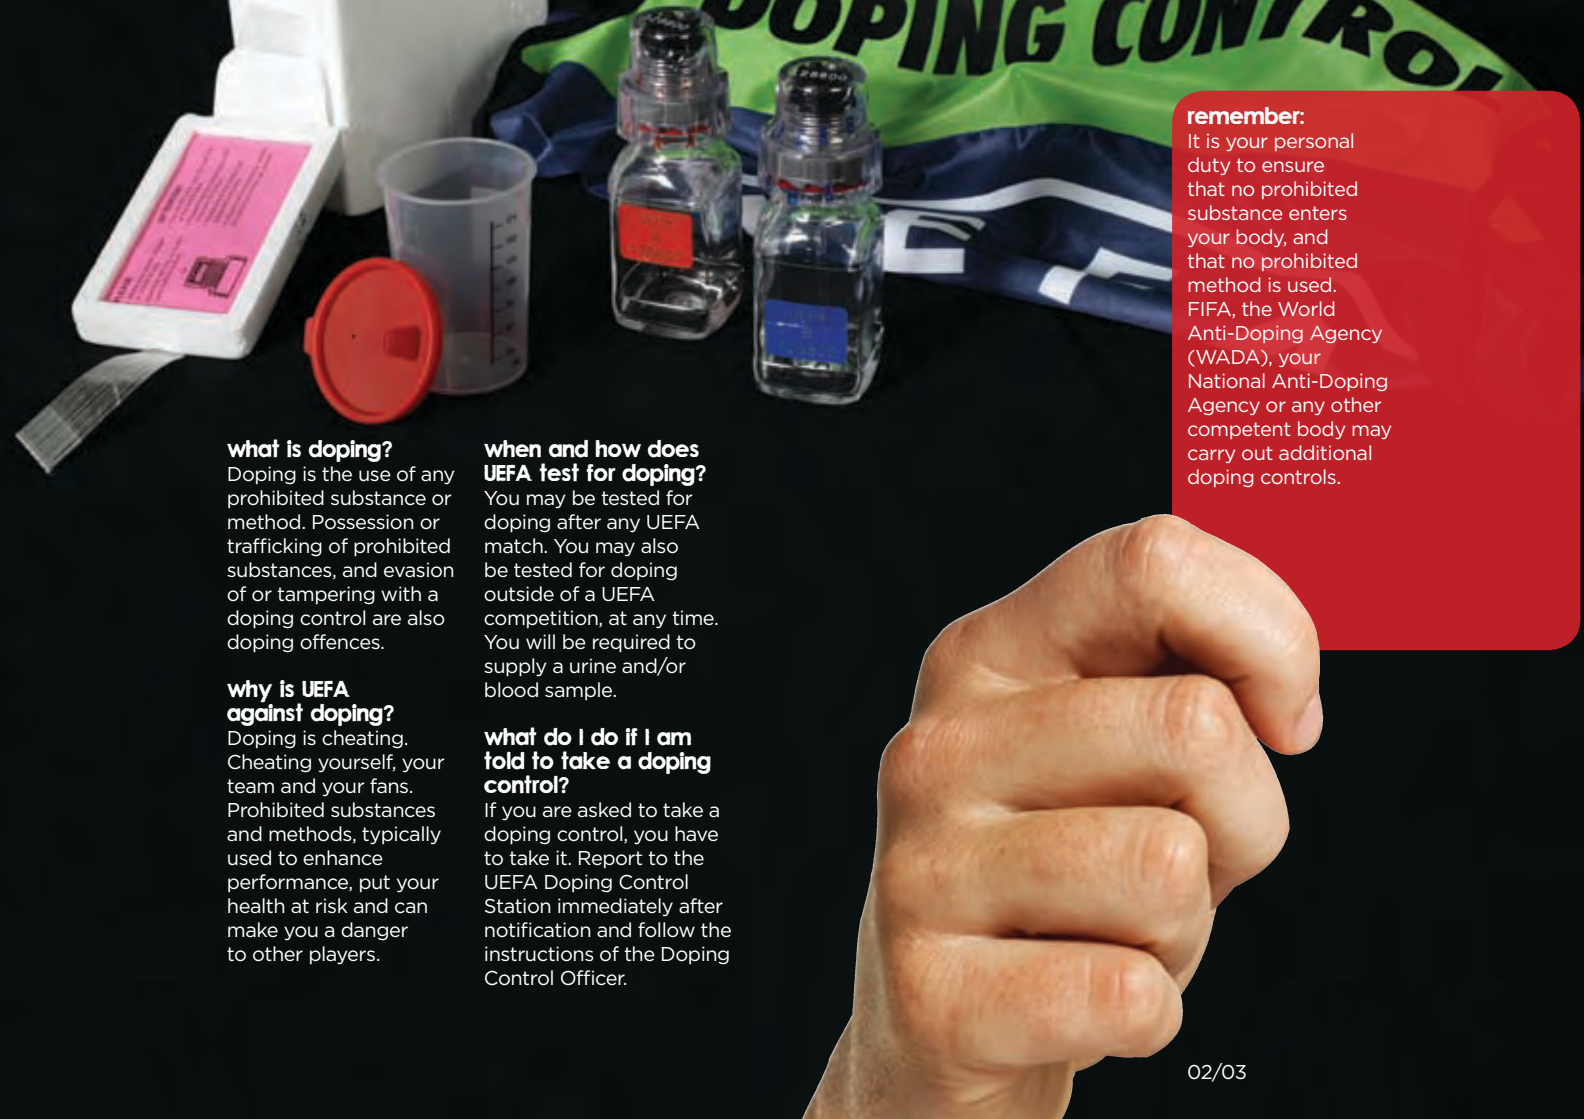 DOPING CONTROL
28800
remember:
It is your personal
duty to ensure
that no prohibited
substance enters
your body, and
that no prohibited
method is used.
FIFA, the World
Anti-Doping Agency
(WADA), your
National Anti-Doping
Agency or any other
competent body may
carry out additional
doping controls.
what is doping?
Doping is the use of any
prohibited substance or
method. Possession or
trafficking of prohibited
substances, and evasion
of or tampering with a
doping control are also
doping offences.
why is UEFA
against doping?
Doping is cheating.
Cheating yourself, your
team and your fans.
Prohibited substances
and methods, typically
used to enhance
performance, put your
health at risk and can
make you a danger
to other players.
when and how does
UEFA test for doping?
You may be tested for
doping after any UEFA
match. You may also
be tested for doping
outside of a UEFA
competition, at any time.
You will be required to
supply a urine and/or
blood sample.
what do I do if I am
told to take a doping
control?
If you are asked to take a
doping control, you have
to take it. Report to the
UEFA Doping Control
Station immediately after
notification and follow the
instructions of the Doping
Control Officer.
02/03